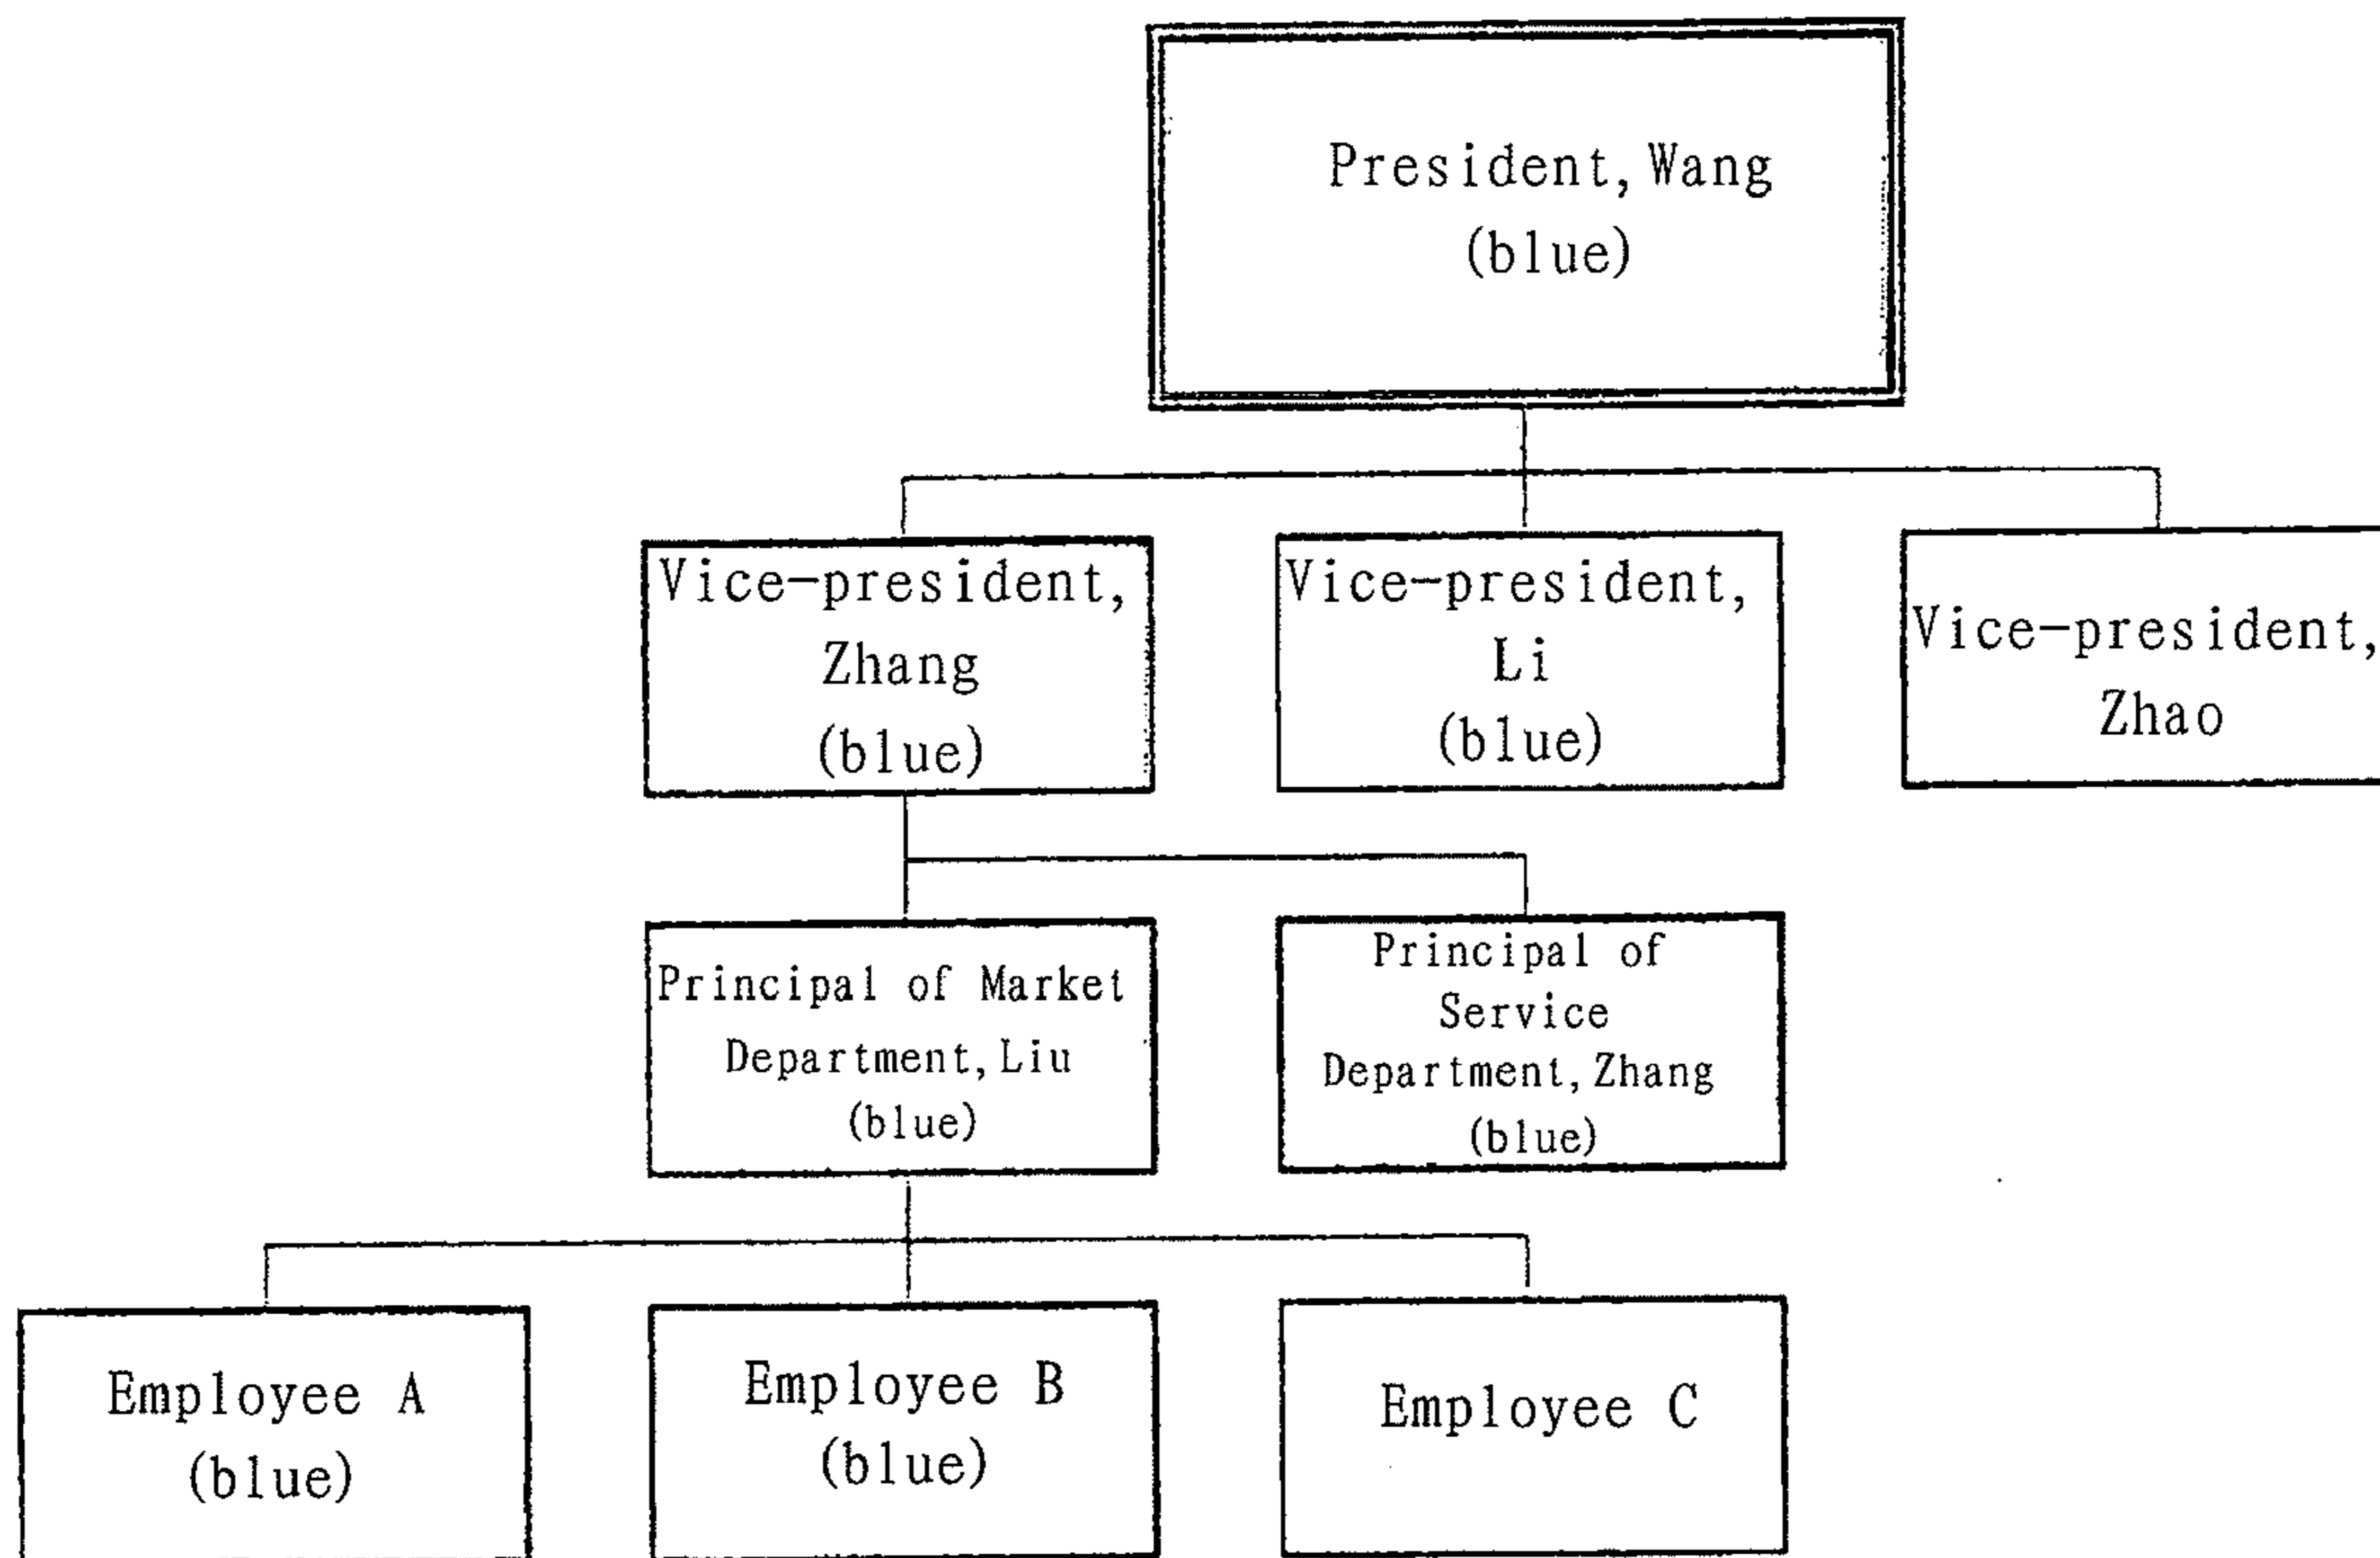 President, Wang
(blue)
Vice-president,
Zhang
(blue)
Vice-president,
Li
(blue)
Vice-president,
Zhao
Principal of Market
Department, Liu
(blue)
Principal of
Service
Department, Zhang
(blue)
Employee A
(blue)
Employee B
(blue)
Employee C